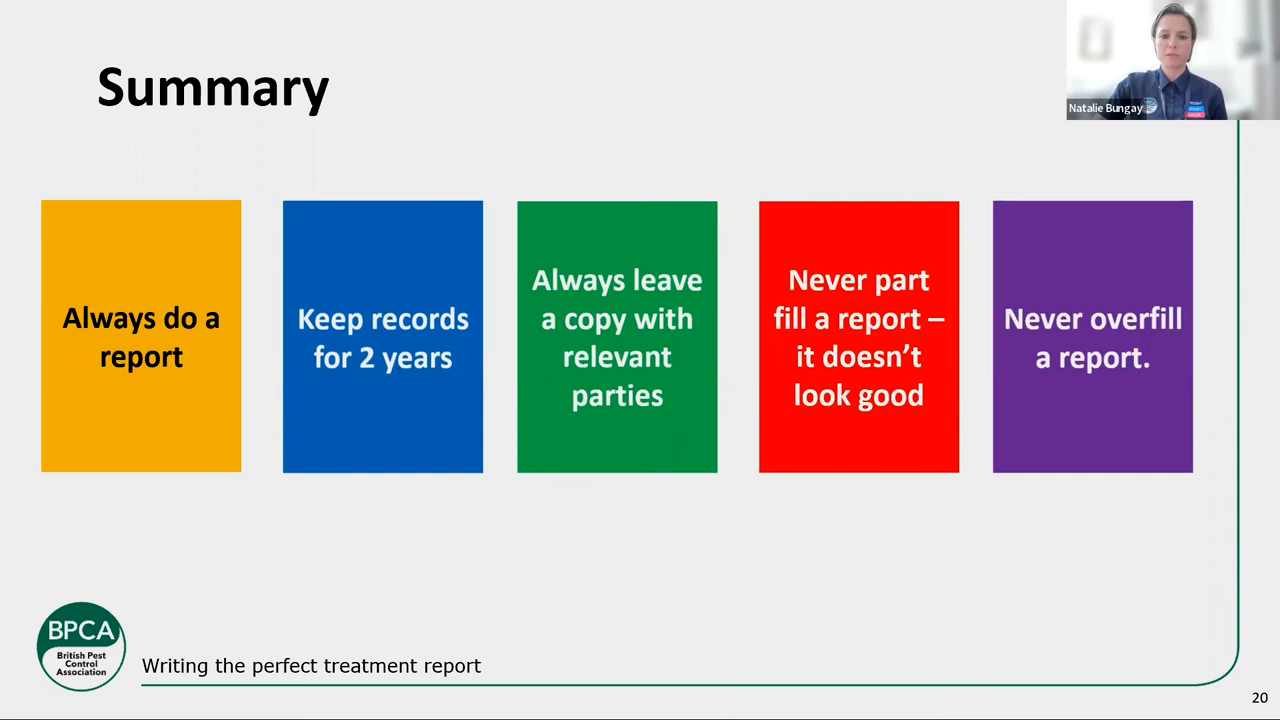 Summary
Natalie Bungay
Always do a
report
Keep records
for 2 years
Always leave
a copy with
relevant
parties
Never part
fill a report –
it doesn’t
look good
Never overfill
a report.
BPCA
British Pest
Control
Association
Writing the perfect treatment report
20